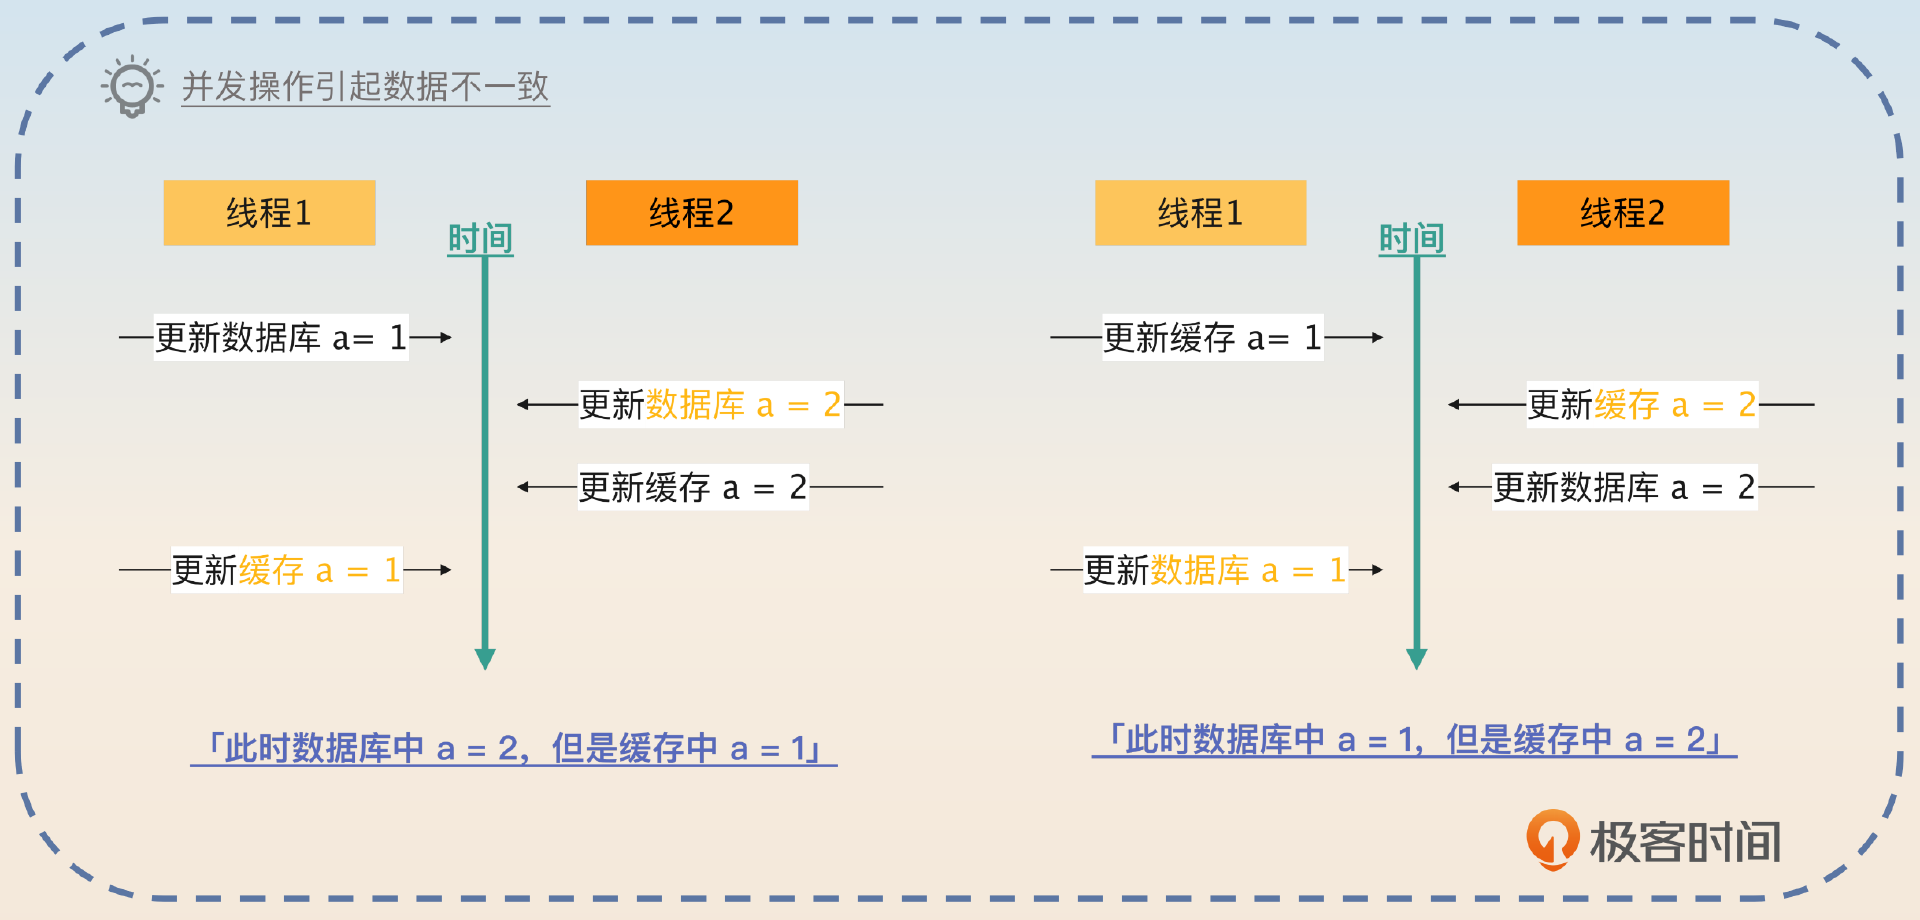 并发操作引起数据不一致
线程1
时间
线程2
更新数据库 a= 1
更新数据库 a = 2
更新缓存 a = 2
更新缓存 a = 1
「此时数据库中 a = 2，但是缓存中 a = 1」
线程1
时间
线程2
更新缓存 a= 1
更新缓存 a = 2
更新数据库 a = 2
更新数据库 a = 1
「此时数据库中 a = 1，但是缓存中 a = 2」
极客时间